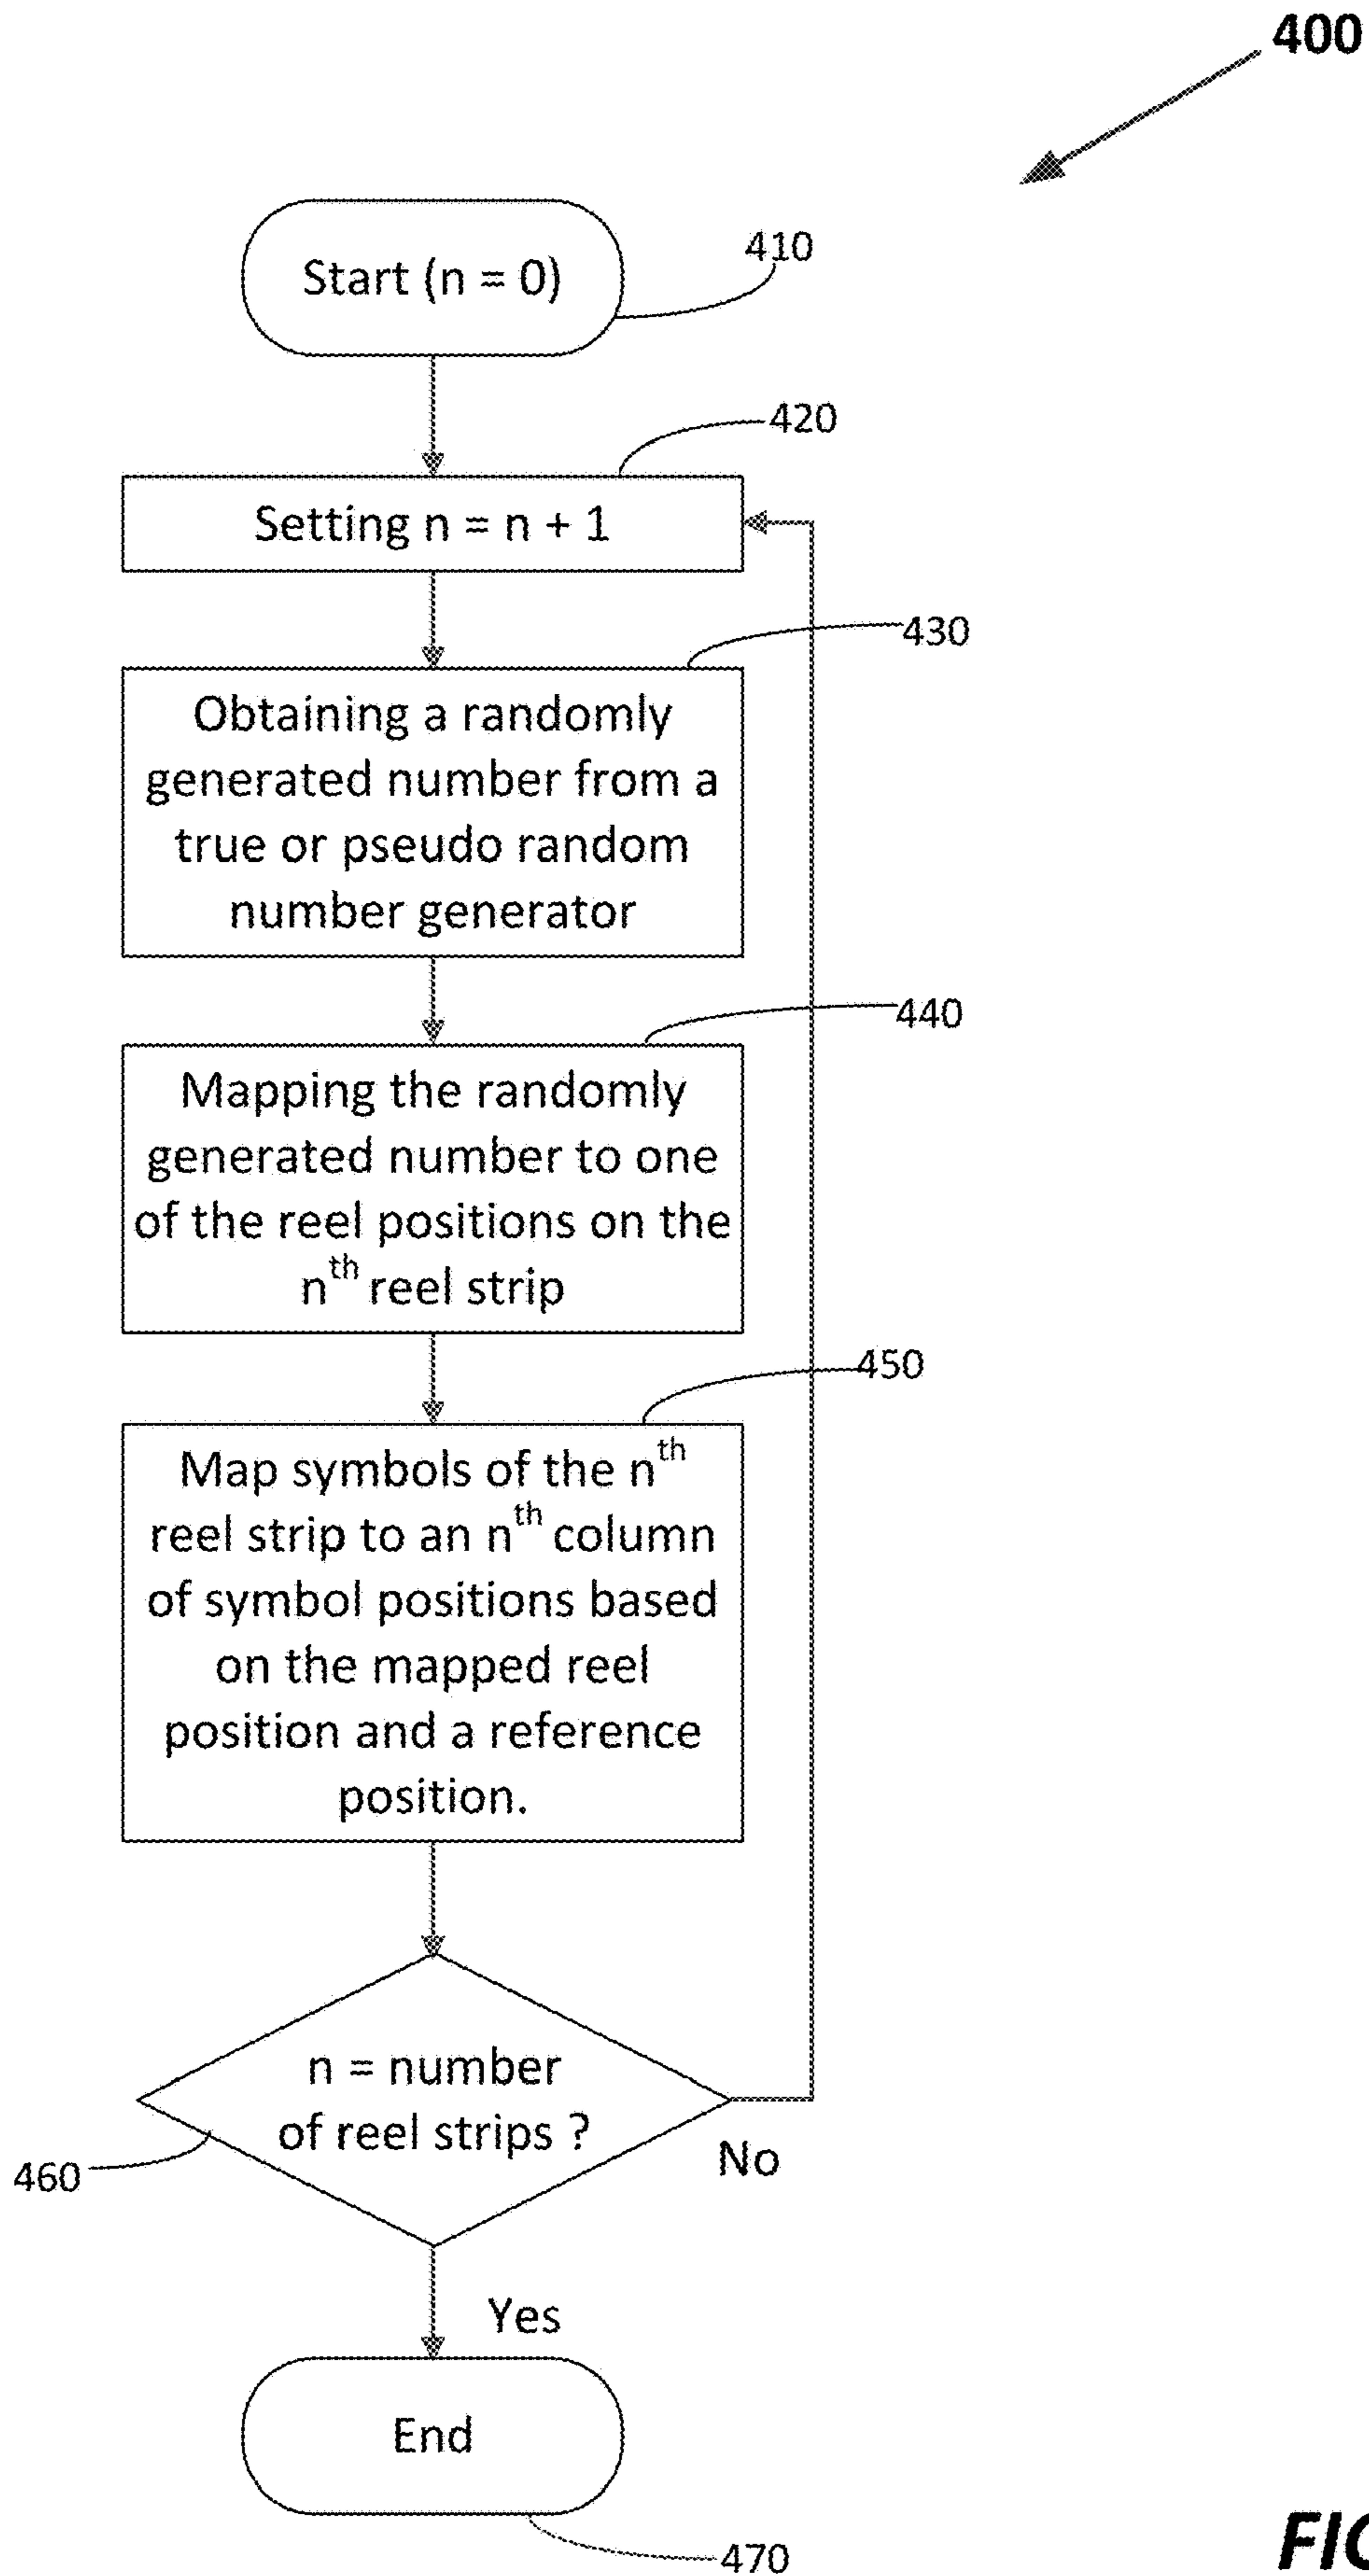 400
Start (n = 0)
410
420
Setting n = n + 1
430
Obtaining a randomly
generated number from a
true or pseudo random
number generator
440
Mapping the randomly
generated number to one
of the reel positions on the
nth reel strip
450
Map symbols of the nth
reel strip to an nth column
of symbol positions based
on the mapped reel
position and a reference
position.
n = number
of reel strips ?
460
No
Yes
End
470